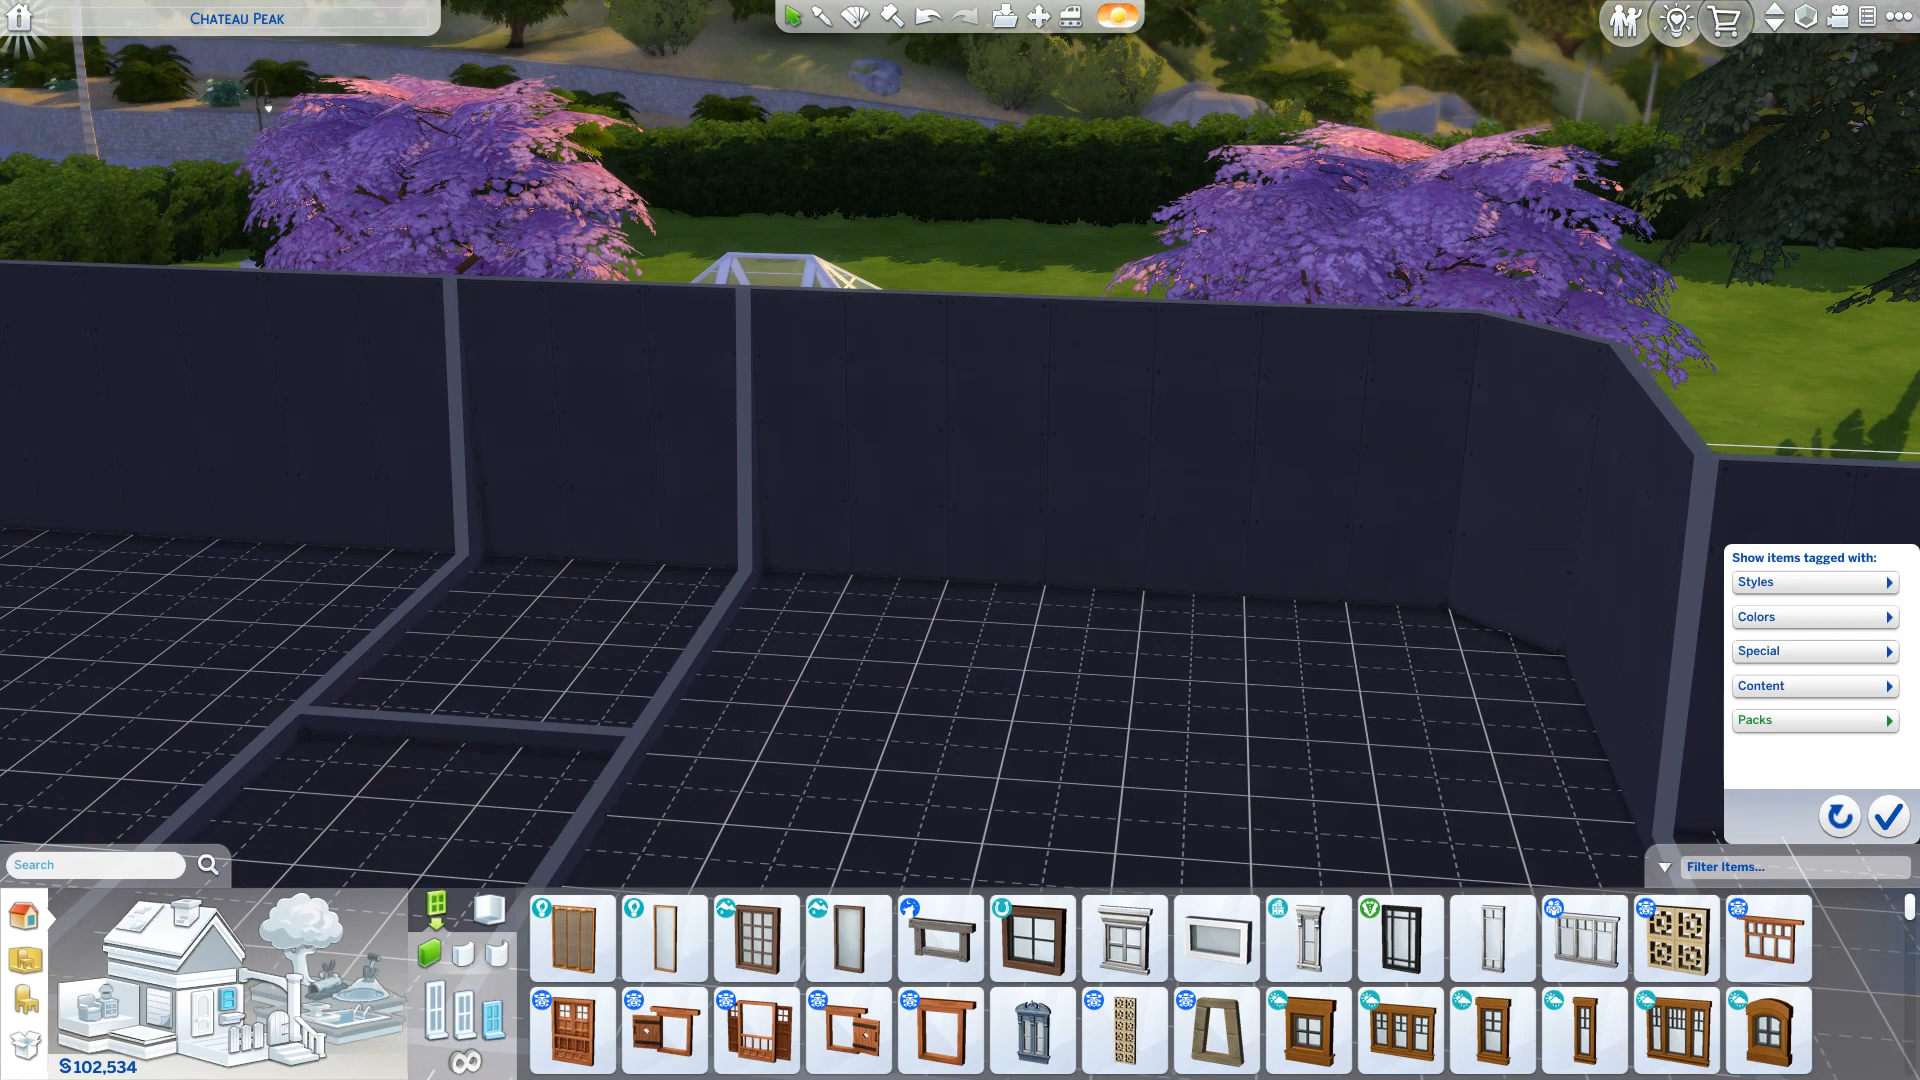 CHATEAU PEAK
Show items tagged with:
Styles
Colors
Special
Content
Packs
Search
Filter Items...
§102,534